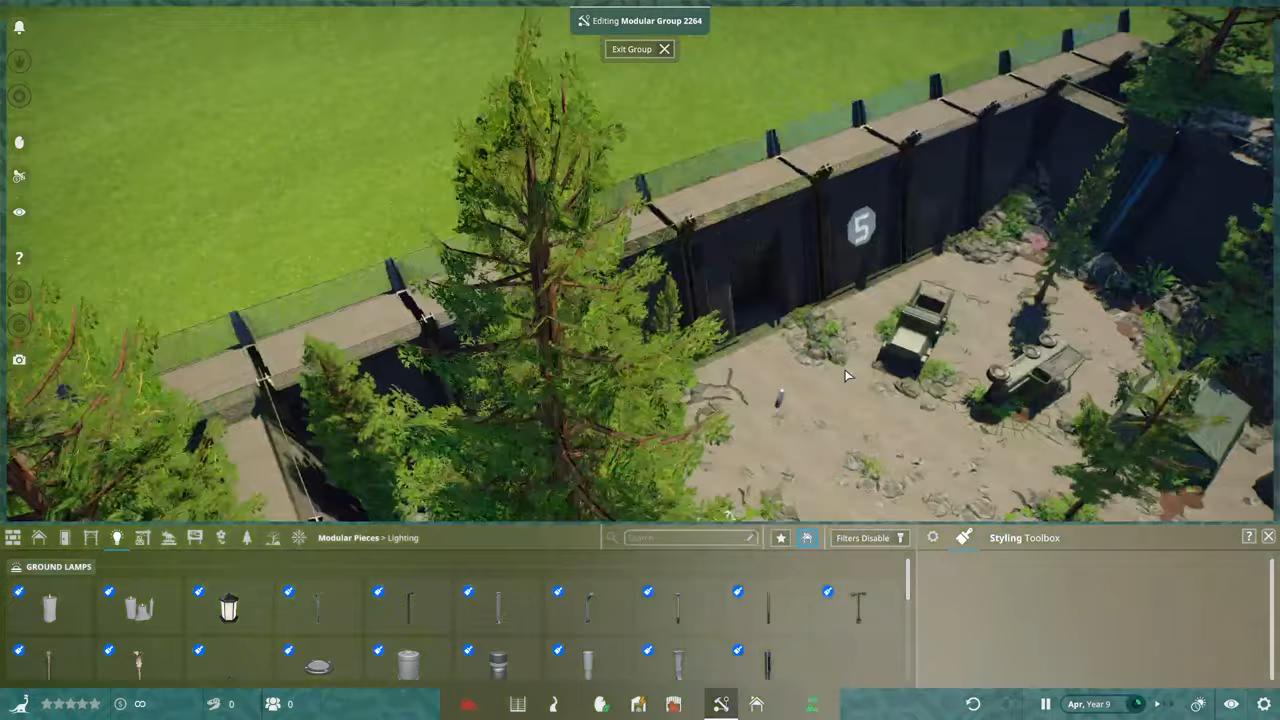 Editing Modular Group 2264
Exit Group
5
?
Modular Pieces > Lighting
Search
Filters Disable
Styling Toolbox
?
GROUND LAMPS
∞
0
0
Apr, Year 9